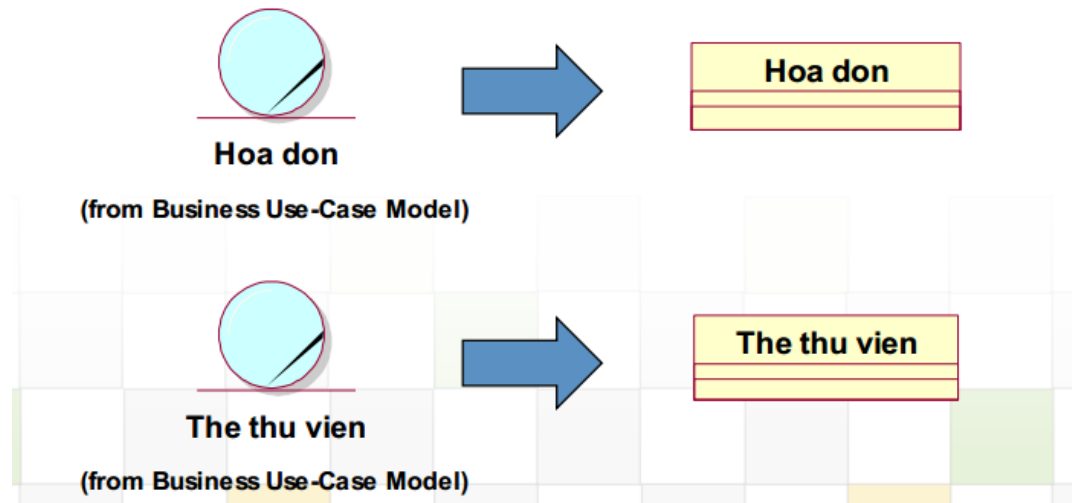 Hoa don
Hoa don
(from Business Use-Case Model)
The thu vien
The thu vien
(from Business Use-Case Model)